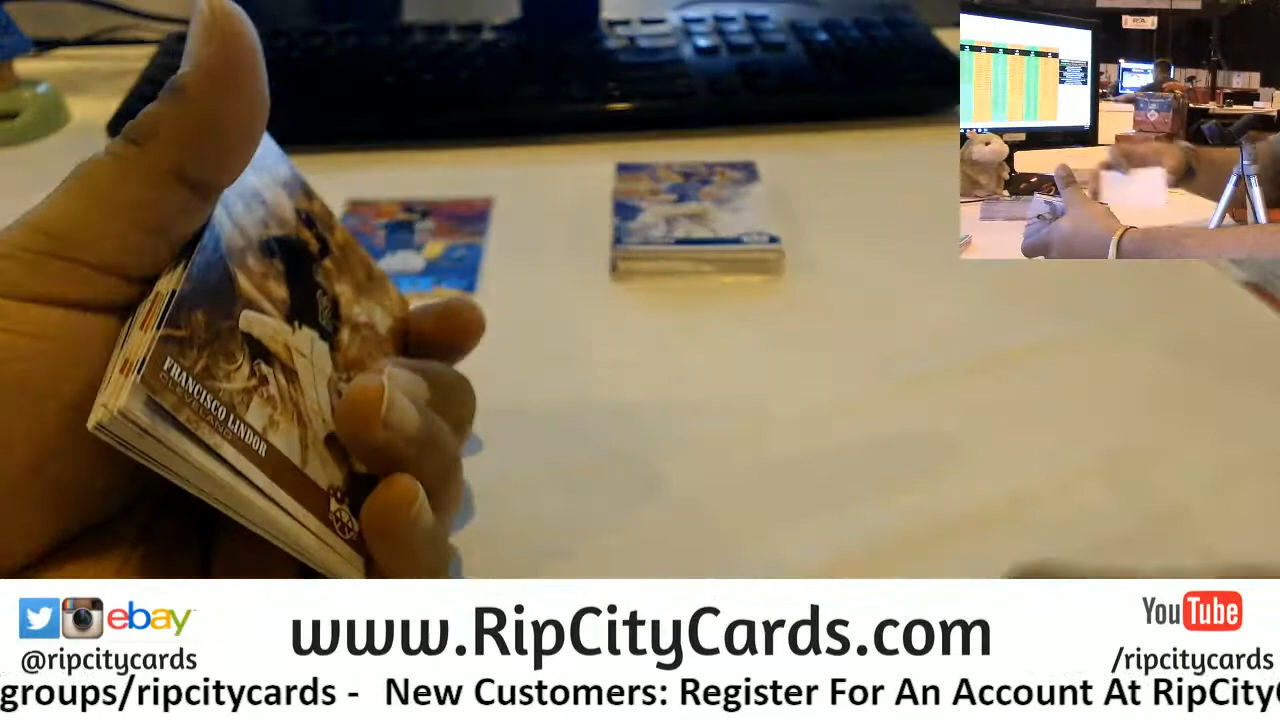 FRANCISCO LINDOR
CLEVELAND
ebay
@ripcitycards
www.RipCityCards.com
YouTube
/ripcitycards
groups/ripcitycards - New Customers: Register For An Account At RipCity